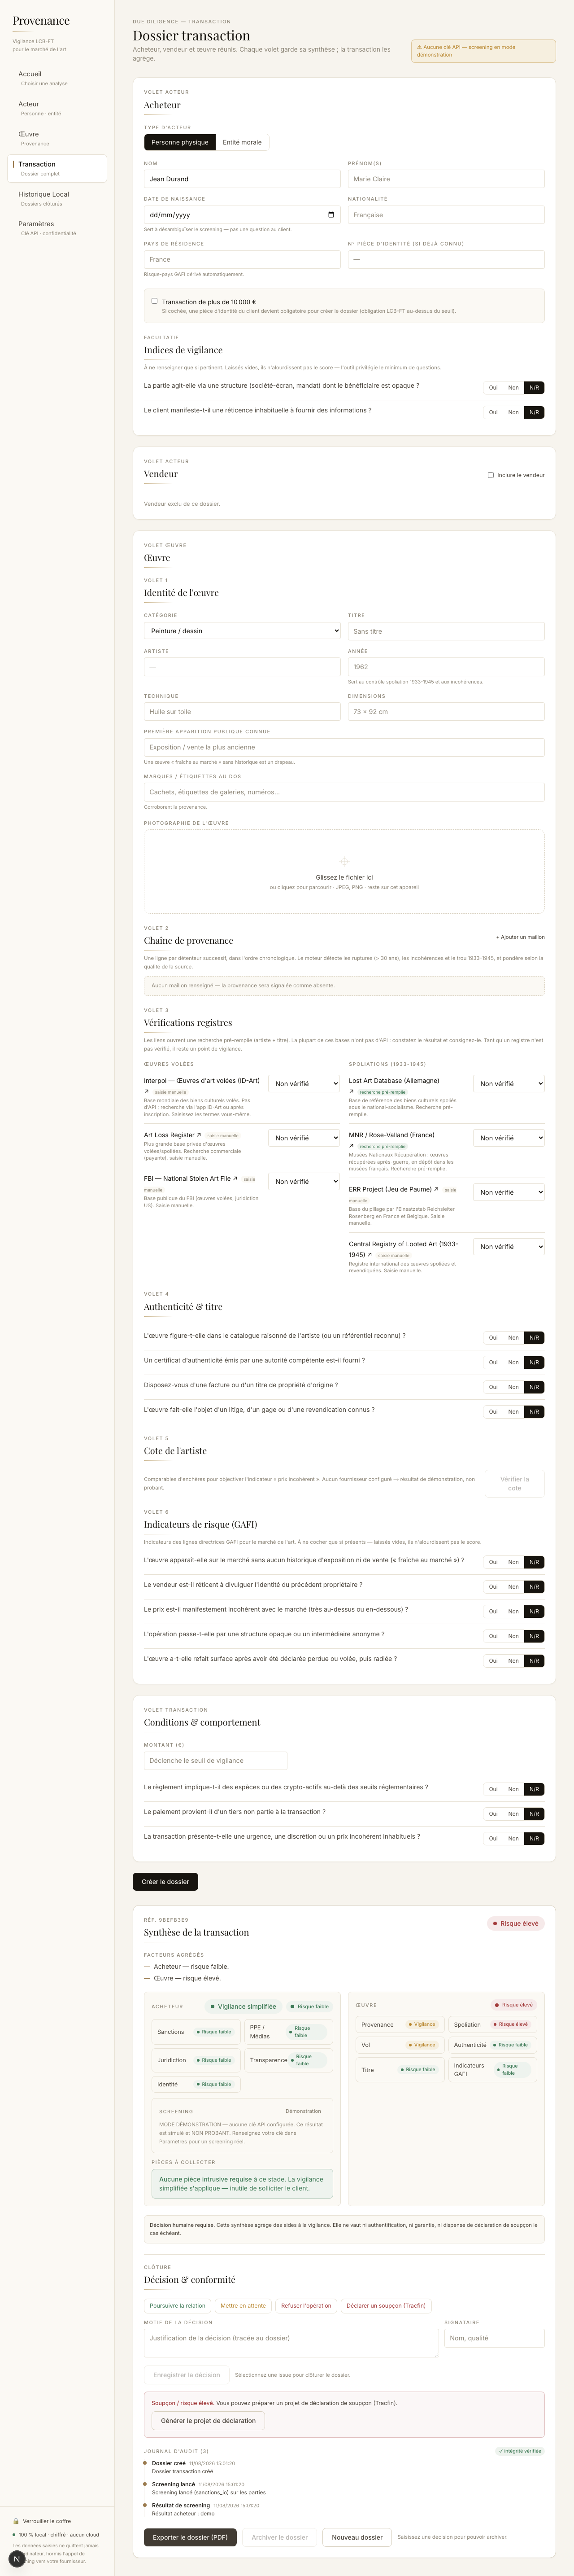 Provenance
Vigilance LCB-FT
pour le marché de l'art
Accueil
Choisir une analyse
Acteur
Personne · entité
Œuvre
Provenance
Transaction
Dossier complet
Historique Local
Dossiers clôturés
Paramètres
Clé API · confidentialité
DUE DILIGENCE — TRANSACTION
Dossier transaction
Acheteur, vendeur et œuvre réunis. Chaque volet garde sa synthèse ; la transaction les
agrège.
⚠ Aucune clé API — screening en mode
démonstration
VOLET ACTEUR
Acheteur
TYPE D'ACTEUR
Personne physique
Entité morale
NOM
PRÉNOM(S)
Jean Durand
Marie Claire
DATE DE NAISSANCE
NATIONALITÉ
dd/mm/yyyy
Française
Sert à désambiguïser le screening — pas une question au client.
PAYS DE RÉSIDENCE
N° PIÈCE D'IDENTITÉ (SI DÉJÀ CONNU)
France
—
Risque-pays GAFI dérivé automatiquement.
Transaction de plus de 10 000 €
Si cochée, une pièce d'identité du client devient obligatoire pour créer le dossier (obligation LCB-FT au-dessus du seuil).
FACULTATIF
Indices de vigilance
À ne renseigner que si pertinent. Laissés vides, ils n'alourdissent pas le score — l'outil privilégie le minimum de questions.
La partie agit-elle via une structure (société-écran, mandat) dont le bénéficiaire est opaque ?
Oui Non N/R
Le client manifeste-t-il une réticence inhabituelle à fournir des informations ?
Oui Non N/R
VOLET ACTEUR
Vendeur
Inclure le vendeur
Vendeur exclu de ce dossier.
VOLET ŒUVRE
Œuvre
VOLET 1
Identité de l'œuvre
CATÉGORIE
TITRE
Peinture / dessin
Sans titre
ARTISTE
ANNÉE
—
1962
Sert au contrôle spoliation 1933-1945 et aux incohérences.
TECHNIQUE
DIMENSIONS
Huile sur toile
73 × 92 cm
PREMIÈRE APPARITION PUBLIQUE CONNUE
Exposition / vente la plus ancienne
Une œuvre « fraîche au marché » sans historique est un drapeau.
MARQUES / ÉTIQUETTES AU DOS
Cachets, étiquettes de galeries, numéros…
Corroborent la provenance.
PHOTOGRAPHIE DE L'ŒUVRE
Glissez le fichier ici
ou cliquez pour parcourir · JPEG, PNG · reste sur cet appareil
VOLET 2
Chaîne de provenance
+ Ajouter un maillon
Une ligne par détenteur successif, dans l'ordre chronologique. Le moteur détecte les ruptures (> 30 ans), les incohérences et le trou 1933-1945, et pondère selon la
qualité de la source.
Aucun maillon renseigné — la provenance sera signalée comme absente.
VOLET 3
Vérifications registres
Les liens ouvrent une recherche pré-remplie (artiste + titre). La plupart de ces bases n'ont pas d'API : constatez le résultat et consignez-le. Tant qu'un registre n'est
pas vérifié, il reste un point de vigilance.
ŒUVRES VOLÉES
Interpol — Œuvres d'art volées (ID-Art)
↗ saisie manuelle
Base mondiale des biens culturels volés. Pas
d'API ; recherche via l'app ID-Art ou après
inscription. Saisissez les termes vous-même.
Non vérifié
Art Loss Register ↗ saisie manuelle
Plus grande base privée d'œuvres
volées/spoliées. Recherche commerciale
(payante), saisie manuelle.
Non vérifié
FBI — National Stolen Art File ↗ saisie
manuelle
Base publique du FBI (œuvres volées, juridiction
US). Saisie manuelle.
Non vérifié
SPOLIATIONS (1933-1945)
Lost Art Database (Allemagne)
↗ recherche pré-remplie
Base de référence des biens culturels spoliés
sous le national-socialisme. Recherche pré-
remplie.
Non vérifié
MNR / Rose-Valland (France)
↗ recherche pré-remplie
Musées Nationaux Récupération : œuvres
récupérées après-guerre, en dépôt dans les
musées français. Recherche pré-remplie.
Non vérifié
ERR Project (Jeu de Paume) ↗ saisie
manuelle
Base du pillage par l'Einsatzstab Reichsleiter
Rosenberg en France et Belgique. Saisie
manuelle.
Non vérifié
Central Registry of Looted Art (1933-
1945) ↗ saisie manuelle
Registre international des œuvres spoliées et
revendiquées. Saisie manuelle.
Non vérifié
VOLET 4
Authenticité & titre
L'œuvre figure-t-elle dans le catalogue raisonné de l'artiste (ou un référentiel reconnu) ?
Oui Non N/R
Un certificat d'authenticité émis par une autorité compétente est-il fourni ?
Oui Non N/R
Disposez-vous d'une facture ou d'un titre de propriété d'origine ?
Oui Non N/R
L'œuvre fait-elle l'objet d'un litige, d'un gage ou d'une revendication connus ?
Oui Non N/R
VOLET 5
Cote de l'artiste
Comparables d'enchères pour objectiver l'indicateur « prix incohérent ». Aucun fournisseur configuré → résultat de démonstration, non
probant.
Vérifier la
cote
VOLET 6
Indicateurs de risque (GAFI)
Indicateurs des lignes directrices GAFI pour le marché de l'art. À ne cocher que si présents — laissés vides, ils n'alourdissent pas le score.
L'œuvre apparaît-elle sur le marché sans aucun historique d'exposition ni de vente (« fraîche au marché ») ?
Oui Non N/R
Le vendeur est-il réticent à divulguer l'identité du précédent propriétaire ?
Oui Non N/R
Le prix est-il manifestement incohérent avec le marché (très au-dessus ou en-dessous) ?
Oui Non N/R
L'opération passe-t-elle par une structure opaque ou un intermédiaire anonyme ?
Oui Non N/R
L'œuvre a-t-elle refait surface après avoir été déclarée perdue ou volée, puis radiée ?
Oui Non N/R
VOLET TRANSACTION
Conditions & comportement
MONTANT (€)
Déclenche le seuil de vigilance
Le règlement implique-t-il des espèces ou des crypto-actifs au-delà des seuils réglementaires ?
Oui Non N/R
Le paiement provient-il d'un tiers non partie à la transaction ?
Oui Non N/R
La transaction présente-t-elle une urgence, une discrétion ou un prix incohérent inhabituels ?
Oui Non N/R
Créer le dossier
RÉF. 9BEFB3E9
Synthèse de la transaction
Risque élevé
FACTEURS AGRÉGÉS
— Acheteur — risque faible.
— Œuvre — risque élevé.
ACHETEUR
Vigilance simplifiée
Risque faible
Sanctions
Risque faible
PPE /
Médias
Risque
faible
Juridiction
Risque faible
Transparence
Risque
faible
Identité
Risque faible
SCREENING
Démonstration
MODE DÉMONSTRATION — aucune clé API configurée. Ce résultat
est simulé et NON PROBANT. Renseignez votre clé dans
Paramètres pour un screening réel.
PIÈCES À COLLECTER
Aucune pièce intrusive requise à ce stade. La vigilance
simplifiée s'applique — inutile de solliciter le client.
ŒUVRE
Risque élevé
Provenance
Vigilance
Spoliation
Risque élevé
Vol
Vigilance
Authenticité
Risque faible
Titre
Risque faible
Indicateurs
GAFI
Risque
faible
Décision humaine requise. Cette synthèse agrège des aides à la vigilance. Elle ne vaut ni authentification, ni garantie, ni dispense de déclaration de soupçon le
cas échéant.
CLÔTURE
Décision & conformité
Poursuivre la relation
Mettre en attente
Refuser l'opération
Déclarer un soupçon (Tracfin)
MOTIF DE LA DÉCISION
SIGNATAIRE
Justification de la décision (tracée au dossier)
Nom, qualité
Enregistrer la décision
Sélectionnez une issue pour clôturer le dossier.
Soupçon / risque élevé. Vous pouvez préparer un projet de déclaration de soupçon (Tracfin).
Générer le projet de déclaration
JOURNAL D'AUDIT (3)
✓ intégrité vérifiée
Dossier créé 11/08/2026 15:01:20
Dossier transaction créé
Screening lancé 11/08/2026 15:01:20
Screening lancé (sanctions_io) sur les parties
Résultat de screening 11/08/2026 15:01:20
Résultat acheteur : demo
Exporter le dossier (PDF)
Archiver le dossier
Nouveau dossier
Saisissez une décision pour pouvoir archiver.
Verrouiller le coffre
100 % local · chiffré · aucun cloud
Les données saisies ne quittent jamais
N